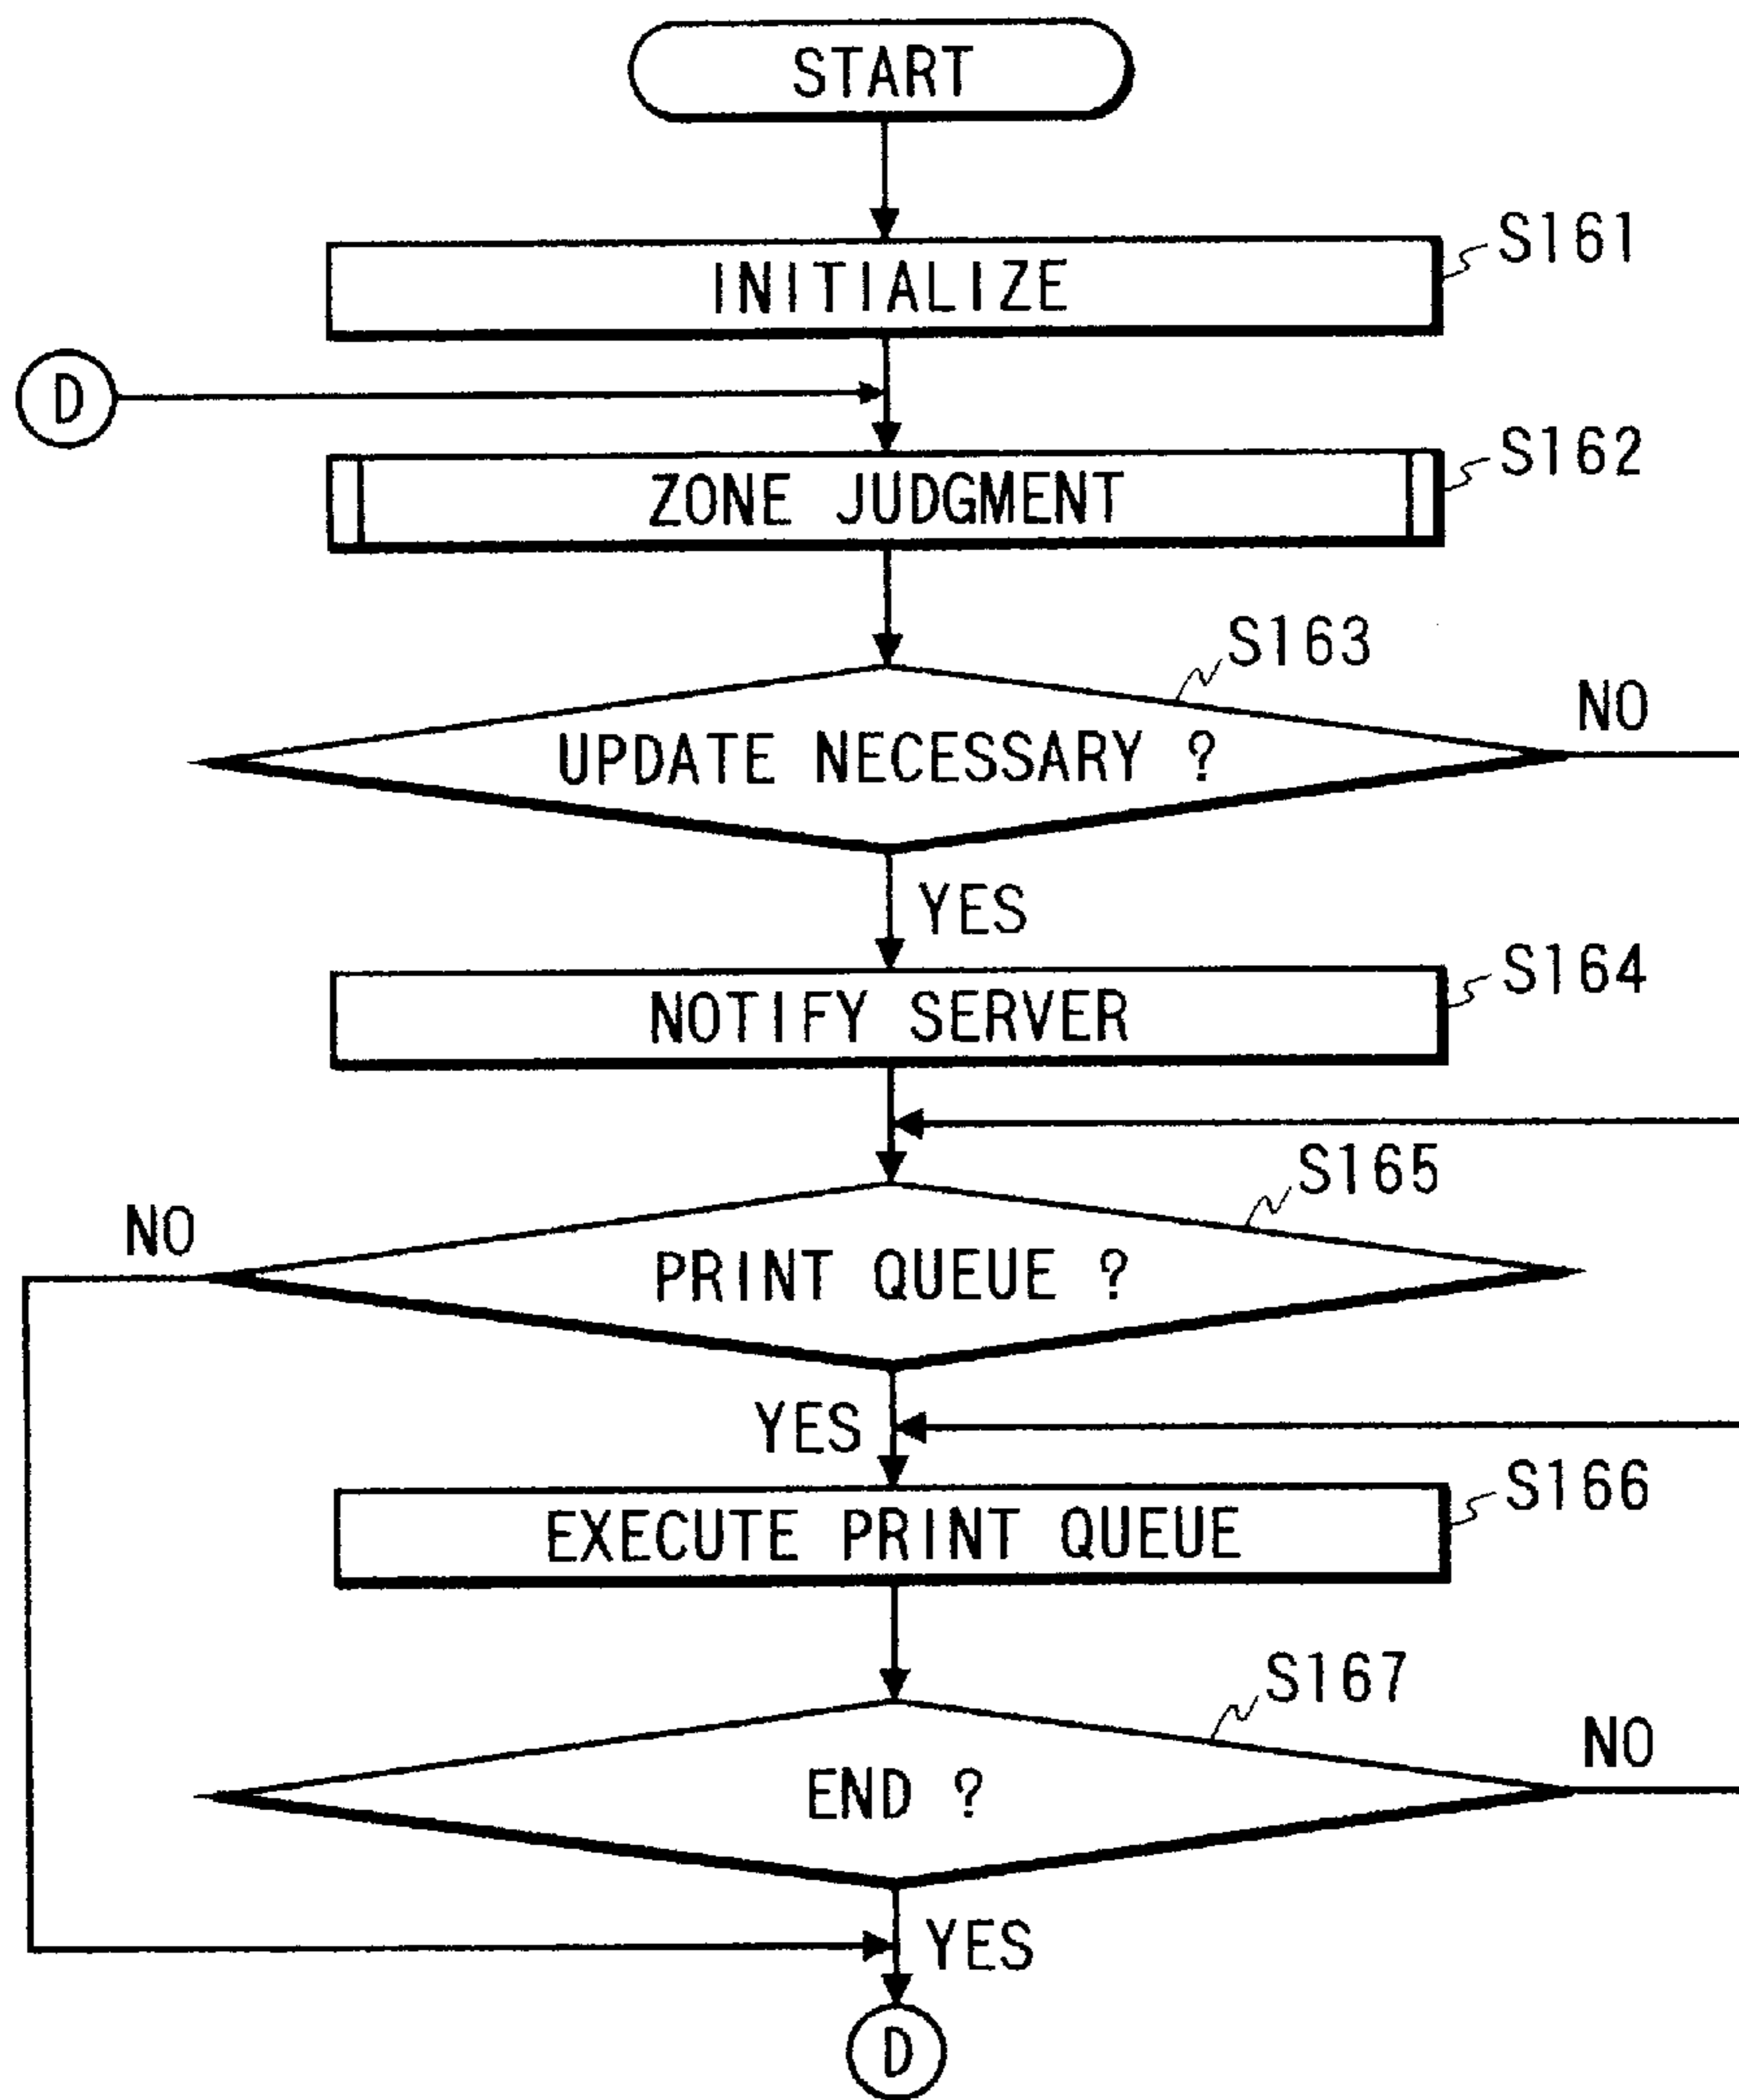 START
S161
INITIALIZE
D
S162
ZONE JUDGMENT
S163
NO
UPDATE NECESSARY ?
YES
S164
NOTIFY SERVER
S165
NO
PRINT QUEUE ?
YES
S166
EXECUTE PRINT QUEUE
S167
NO
END ?
YES
D